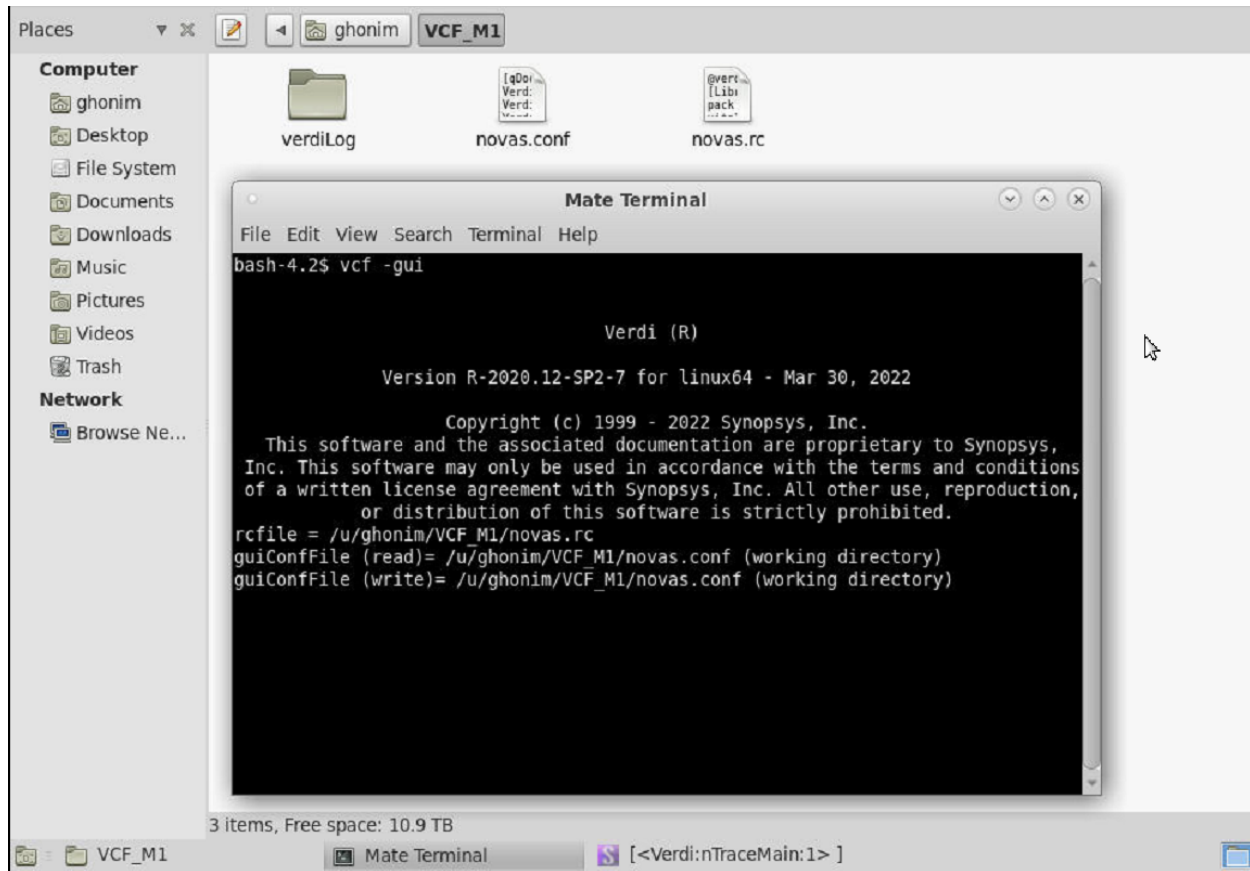 Places
ghonim
VCF_M1
Computer
ghonim
Desktop
File System
Documents
Downloads
Music
Pictures
Videos
Trash
Network
Browse Ne...
[qDo
Verd:
Verd:
@verd
[Lib
pack
verdiLog
novas.conf
novas.rc
Mate Terminal
File Edit View Search Terminal Help
bash-4.2$ vcf -gui
Verdi (R)
Version R-2020.12-SP2-7 for linux64 - Mar 30, 2022
Copyright (c) 1999 - 2022 Synopsys, Inc.
This software and the associated documentation are proprietary to Synopsys,
Inc. This software may only be used in accordance with the terms and conditions
of a written license agreement with Synopsys, Inc. All other use, reproduction,
or distribution of this software is strictly prohibited.
rcfile = /u/ghonim/VCF_M1/novas.rc
guiConfFile (read)= /u/ghonim/VCF_M1/novas.conf (working directory)
guiConfFile (write)= /u/ghonim/VCF_M1/novas.conf (working directory)
3 items, Free space: 10.9 TB
VCF_M1
Mate Terminal
[<Verdi:nTraceMain:1> ]